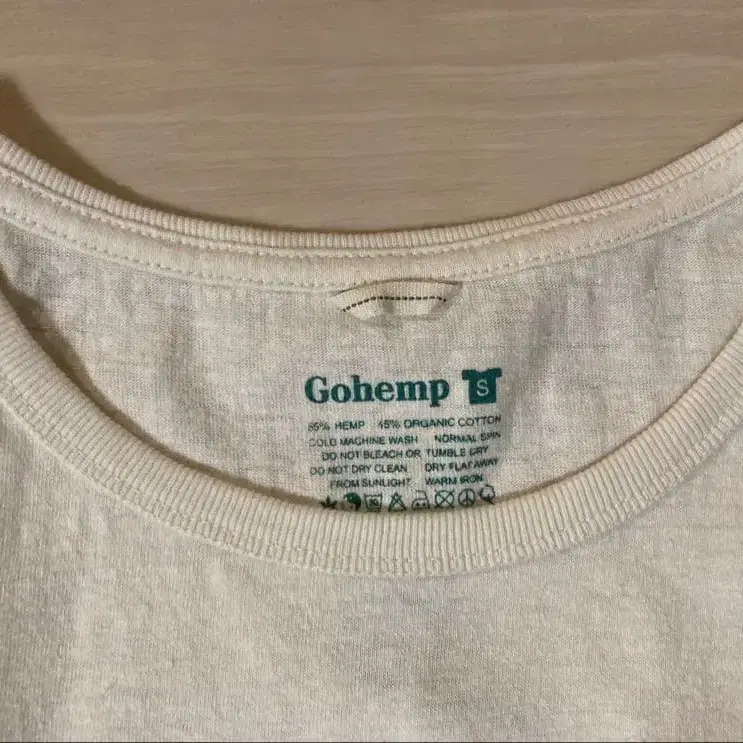 Gohemp S
55% HEMP 45% ORGANIC COTTON
COLD MACHINE WASH NORMAL SPIN
DO NOT BLEACH OR TUMBLE DRY
DO NOT DRY CLEAN DRY FLAT AWAY
FROM SUNLIGHT WARM IRON